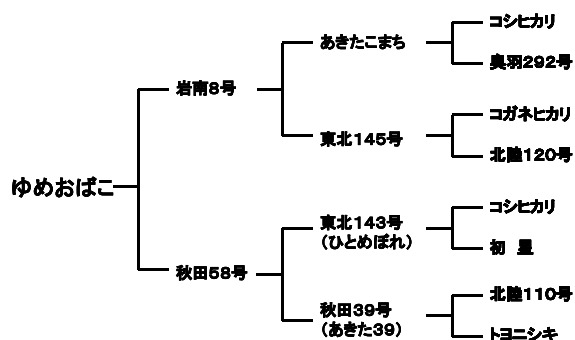 コシヒカリ
あきたこまち
奥羽292号
岩南8号
コガネヒカリ
東北145号
北陸120号
ゆめおばこ
コシヒカリ
東北143号
(ひとめぼれ)
初　星
秋田58号
北陸110号
秋田39号
(あきた39)
トヨニシキ